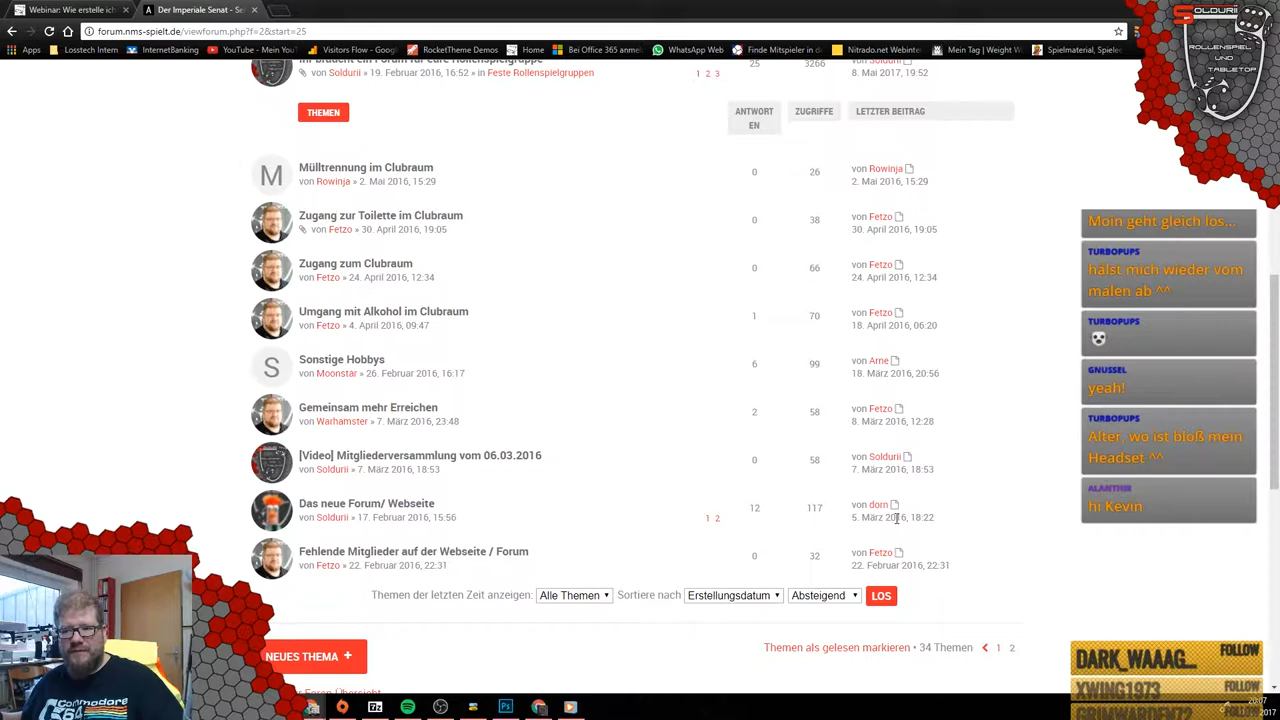 Webinar: Wie erstelle ich
Der Imperial Senat: Sei
forum.nms-spielt.de/viewforum.php?f=2&start=25
Apps
Losstech Intern
InternetBanking
YouTube - Mein You
Visitors Flow - Goog
RocketTheme Demos
Home
Bei Office 365 anmel
WhatsApp Web
Finde Mitspieler in d
Nitrado.net Webinter
Mein Tag | Weight W
Spielmaterial, Small
von Soldurii » 19. Februar 2016, 16:52 » in Feste Rollenspielgruppen
1 2 3
25
3266
8. Mai 2017, 19:52
THEMEN
ANTWORT
EN
ZUGRIFFE
LETZTER BEITRAG
Mülltrennung im Clubraum
von Rowinja » 2. Mai 2016, 15:29
0
26
von Rowinja
2. Mai 2016, 15:29
Zugang zur Toilette im Clubraum
von Fetzo » 30. April 2016, 19:05
0
38
von Fetzo
30. April 2016, 19:05
Zugang zum Clubraum
von Fetzo » 24. April 2016, 12:34
0
66
von Fetzo
24. April 2016, 12:34
Umgang mit Alkohol im Clubraum
von Fetzo » 4. April 2016, 09:47
1
70
von Fetzo
18. April 2016, 06:20
Sonstige Hobbys
von Moonstar » 26. Februar 2016, 16:17
6
99
von Arne
18. März 2016, 20:56
Gemeinsam mehr Erreichen
von Warhamster » 7. März 2016, 23:48
2
58
von Fetzo
8. März 2016, 12:28
[Video] Mitgliederversammlung vom 06.03.2016
von Soldurii » 7. März 2016, 18:53
0
58
von Soldurii
7. März 2016, 18:53
Das neue Forum/ Webseite
von Soldurii » 17. Februar 2016, 15:56
1 2
12
117
von dorn
5. März 2016, 18:22
Fehlende Mitglieder auf der Webseite / Forum
von Fetzo » 22. Februar 2016, 22:31
0
32
von Fetzo
22. Februar 2016, 22:31
Themen der letzten Zeit anzeigen: Alle Themen Sortiere nach Erstellungsdatum Absteigend LOS
NEUES THEMA +
Themen als gelesen markieren • 34 Themen
1 2
M
S
SOLDURII
ROLLENSPIEL
UND
TABLETOP
Moin geht gleich los...
TURBOPUPS
hälst mich wieder vom
malen ab ^^
TURBOPUPS
GNUSSEL
yeah!
TURBOPUPS
Alter, wo ist bloß mein
Headset ^^
ALANTHER
hi Kevin
DARK_WAAAG... FOLLOW
XWING1973 FOLLOW
GRIMWARDEN72 FOLLOW
Commodore
64
20:07
2017